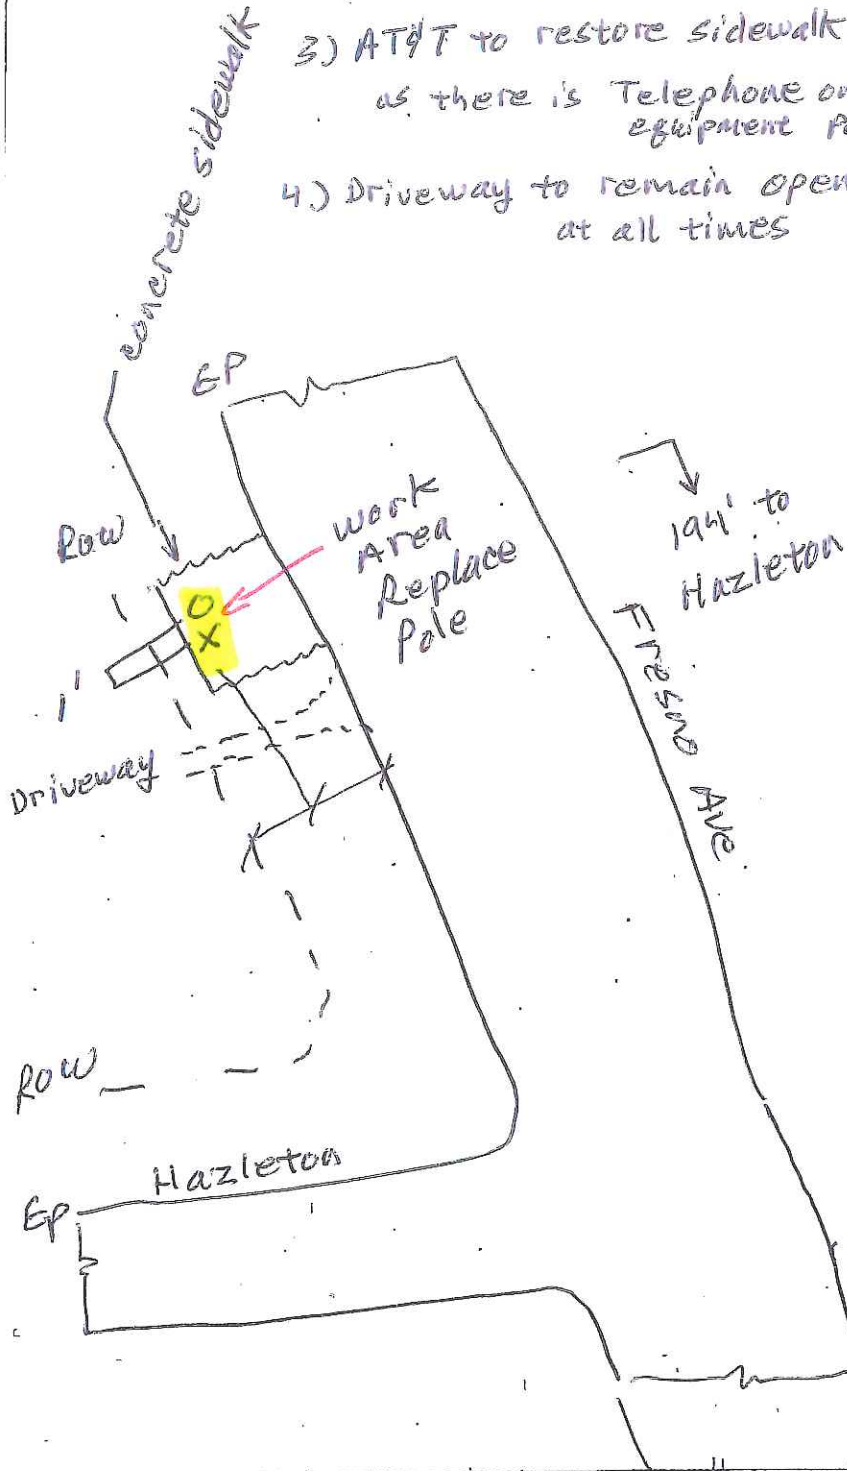 3) AT&T to restore sidewalk
as there is Telephone
equipment
4) Driveway to remain open
at all times
concrete sidewalk
EP
ROW
Work
Area
Replace
Pole
194' to
Hazleton
O
X
1'
Fresno Ave.
Driveway
ROW
Hazleton
EP